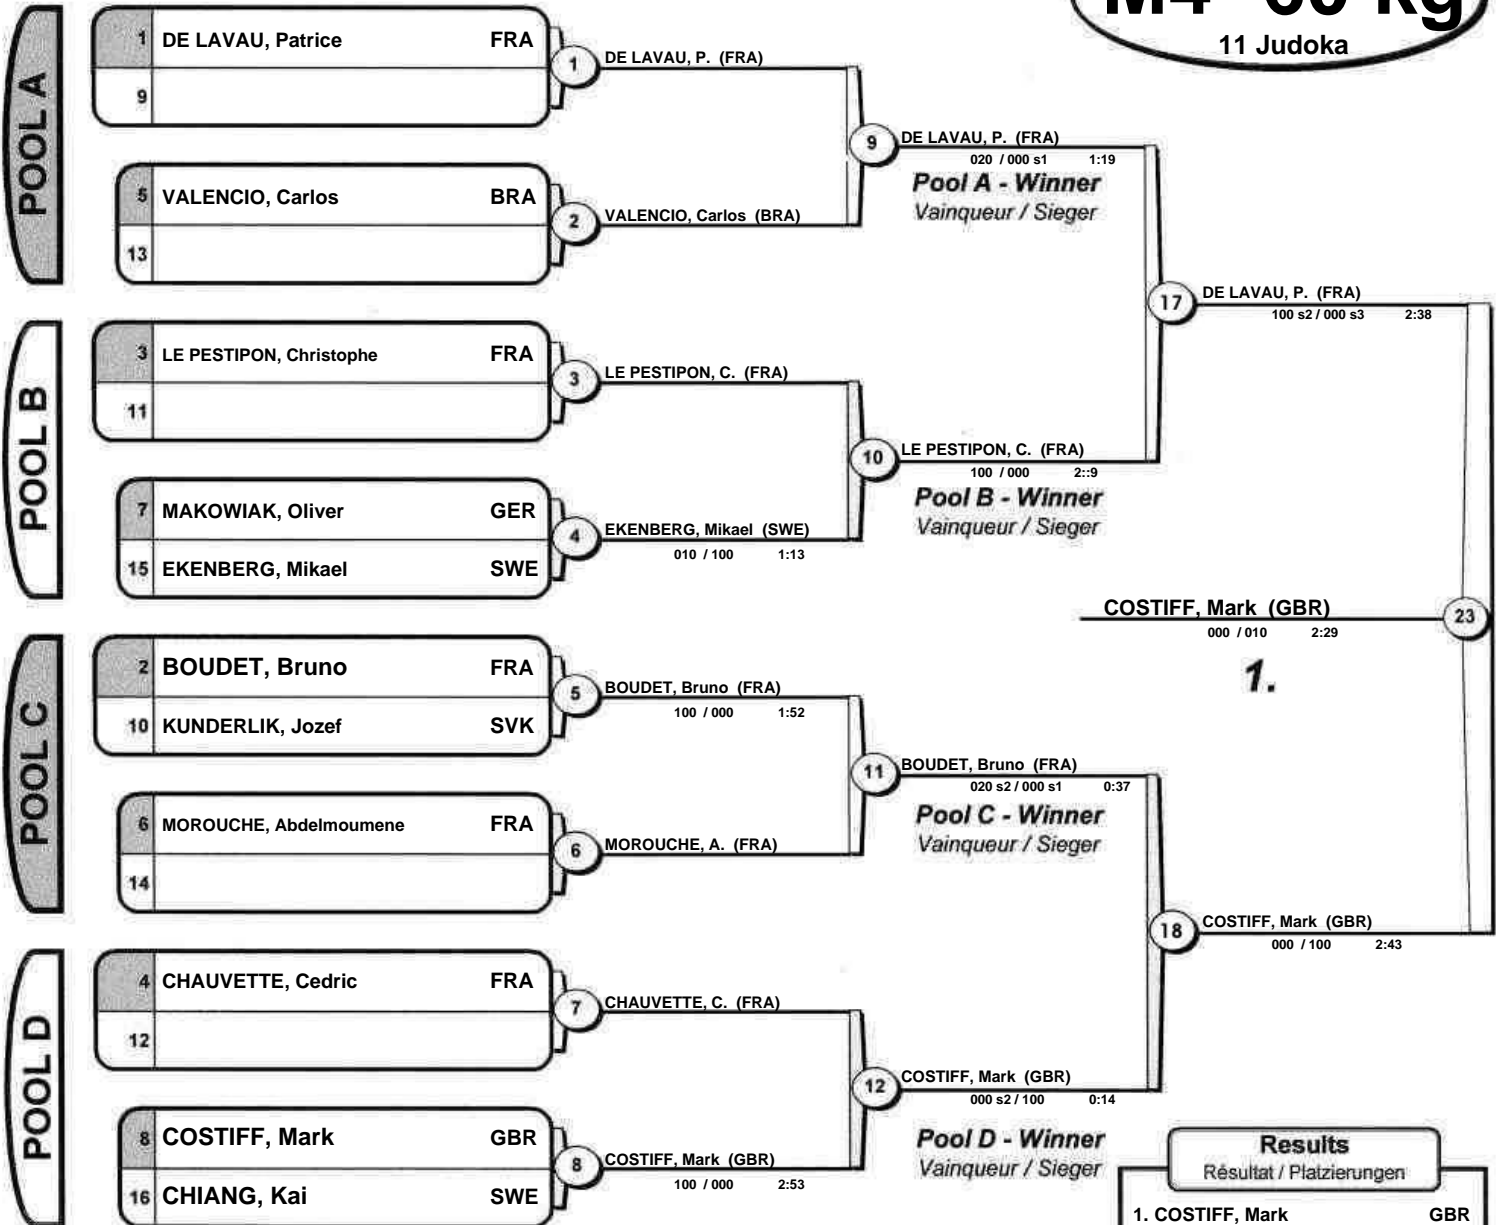 M4 -60 kg
11 Judoka
POOL A
1 DE LAVAU, Patrice FRA
9
1 DE LAVAU, P. (FRA)
5 VALENCIO, Carlos BRA
13
2 VALENCIO, Carlos (BRA)
9 DE LAVAU, P. (FRA)
020 / 000 s1 1:19
Pool A - Winner
Vainqueur / Sieger
POOL B
3 LE PESTIPON, Christophe FRA
11
3 LE PESTIPON, C. (FRA)
7 MAKOWIAK, Oliver GER
15 EKENBERG, Mikael SWE
4 EKENBERG, Mikael (SWE)
010 / 100 1:13
10 LE PESTIPON, C. (FRA)
100 / 000 2::9
Pool B - Winner
Vainqueur / Sieger
17 DE LAVAU, P. (FRA)
100 s2 / 000 s3 2:38
COSTIFF, Mark (GBR) 23
000 / 010 2:29
1.
POOL C
2 BOUDET, Bruno FRA
10 KUNDERLIK, Jozef SVK
5 BOUDET, Bruno (FRA)
100 / 000 1:52
6 MOROUCHE, Abdelmoumene FRA
14
6 MOROUCHE, A. (FRA)
11 BOUDET, Bruno (FRA)
020 s2 / 000 s1 0:37
Pool C - Winner
Vainqueur / Sieger
18 COSTIFF, Mark (GBR)
000 / 100 2:43
POOL D
4 CHAUVETTE, Cedric FRA
12
7 CHAUVETTE, C. (FRA)
8 COSTIFF, Mark GBR
16 CHIANG, Kai SWE
8 COSTIFF, Mark (GBR)
100 / 000 2:53
12 COSTIFF, Mark (GBR)
000 s2 / 100 0:14
Pool D - Winner
Vainqueur / Sieger
Results
Résultat / Platzierungen
1. COSTIFF, Mark GBR